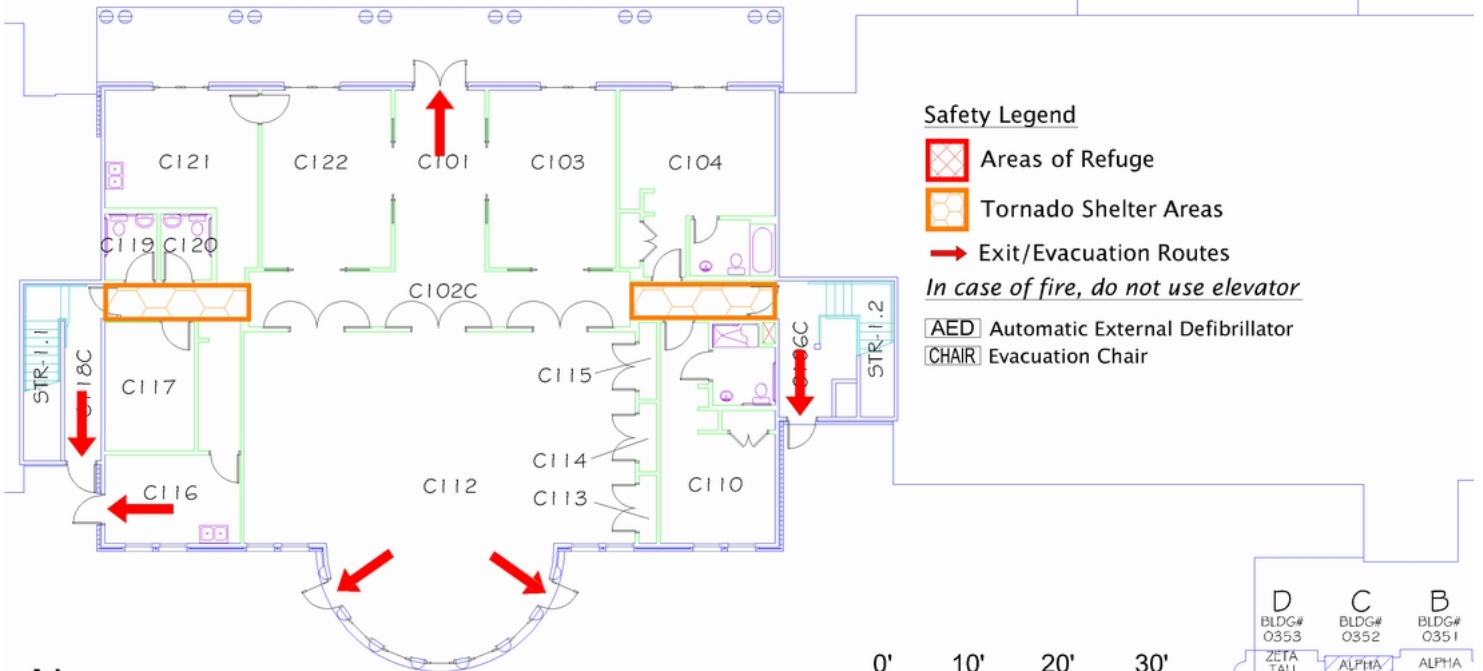 C121
C122
C101
C103
C104
Safety Legend
Areas of Refuge
Tornado Shelter Areas
Exit/Evacuation Routes
In case of fire, do not use elevator
AED Automatic External Defibrillator
CHAIR Evacuation Chair
C119
C120
C102C
STR-1.1
C118C
C117
C115
C106C
STR-1.2
C114
C113
C112
C110
C116
0' 10' 20' 30'
D
BLDG#
0353
ZETA
TAU
C
BLDG#
0352
ALPHA
B
BLDG#
0351
ALPHA